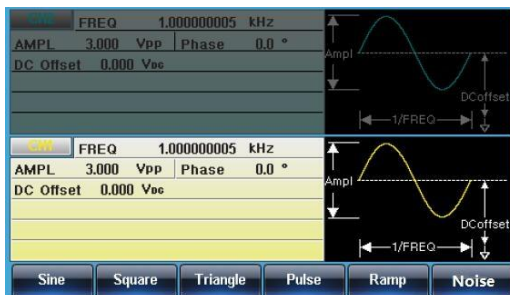 CH2 FREQ 1.000000005 kHz
AMPL 3.000 VPP Phase 0.0 °
DC Offset 0.000 VDC
Ampl
DCoffset
1/FREQ
CH1 FREQ 1.000000005 kHz
AMPL 3.000 VPP Phase 0.0 °
DC Offset 0.000 VDC
Ampl
DCoffset
1/FREQ
Sine Square Triangle Pulse Ramp Noise